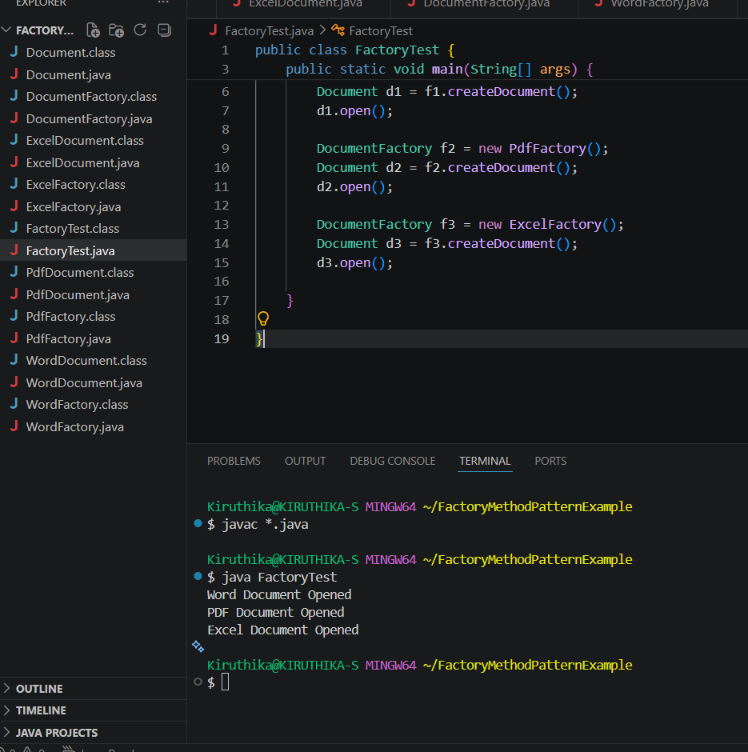 EXPLORER
ExcelDocument.java
DocumentFactory.java
WordFactory.java
FACTORY...
Document.class
Document.java
DocumentFactory.class
DocumentFactory.java
ExcelDocument.class
ExcelDocument.java
ExcelFactory.class
ExcelFactory.java
FactoryTest.class
FactoryTest.java
PdfDocument.class
PdfDocument.java
PdfFactory.class
PdfFactory.java
WordDocument.class
WordDocument.java
WordFactory.class
WordFactory.java
OUTLINE
TIMELINE
JAVA PROJECTS
FactoryTest.java > FactoryTest
1 public class FactoryTest {
3 public static void main(String[] args) {
6 Document d1 = f1.createDocument();
7 d1.open();
8
9 DocumentFactory f2 = new PdfFactory();
10 Document d2 = f2.createDocument();
11 d2.open();
12
13 DocumentFactory f3 = new ExcelFactory();
14 Document d3 = f3.createDocument();
15 d3.open();
16
17 }
18
19 }
PROBLEMS OUTPUT DEBUG CONSOLE TERMINAL PORTS
Kiruthika@KIRUTHIKA-S MINGW64 ~/FactoryMethodPatternExample
$ javac *.java
Kiruthika@KIRUTHIKA-S MINGW64 ~/FactoryMethodPatternExample
$ java FactoryTest
Word Document Opened
PDF Document Opened
Excel Document Opened
Kiruthika@KIRUTHIKA-S MINGW64 ~/FactoryMethodPatternExample
$